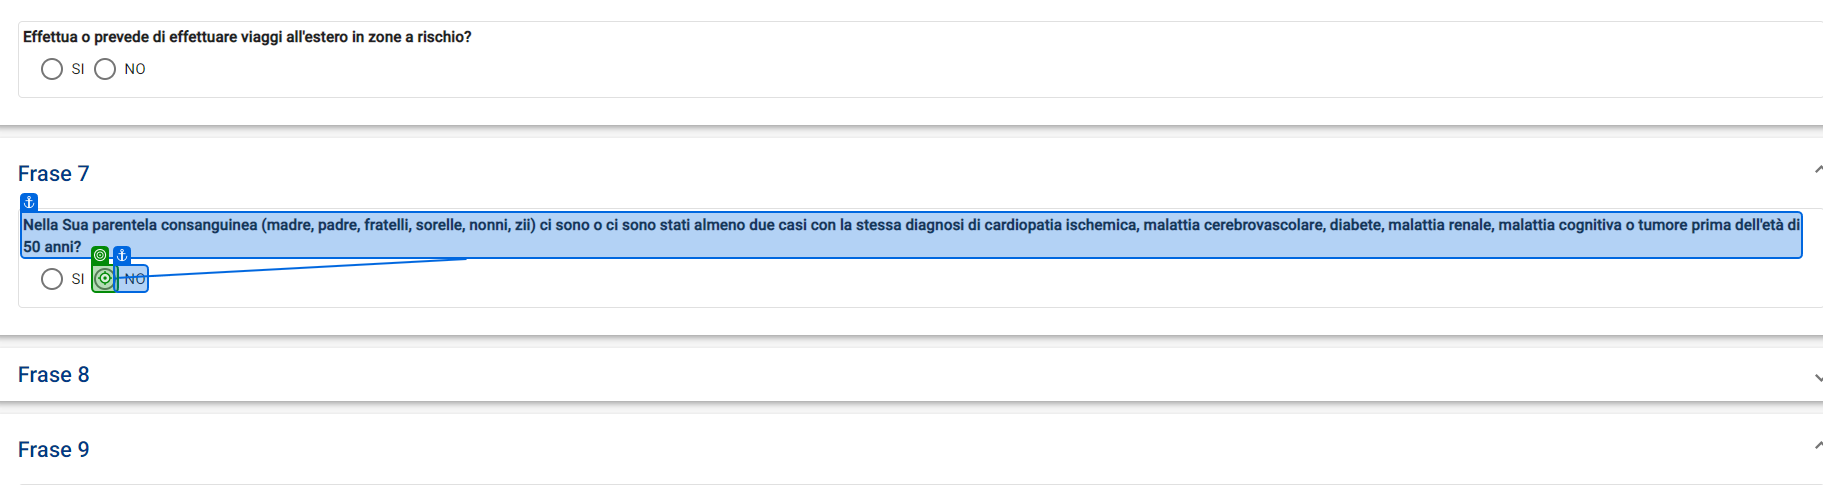 Effettua o prevede di effettuare viaggi all'estero in zone a rischio?
SI NO
Frase 7
Nella Sua parentela consanguinea (madre, padre, fratelli, sorelle, nonni, zii) ci sono o ci sono stati almeno due casi con la stessa diagnosi di cardiopatia ischemica, malattia cerebrovascolare, diabete, malattia renale, malattia cognitiva o tumore prima dell'età di
50 anni?
SI NO
Frase 8
Frase 9